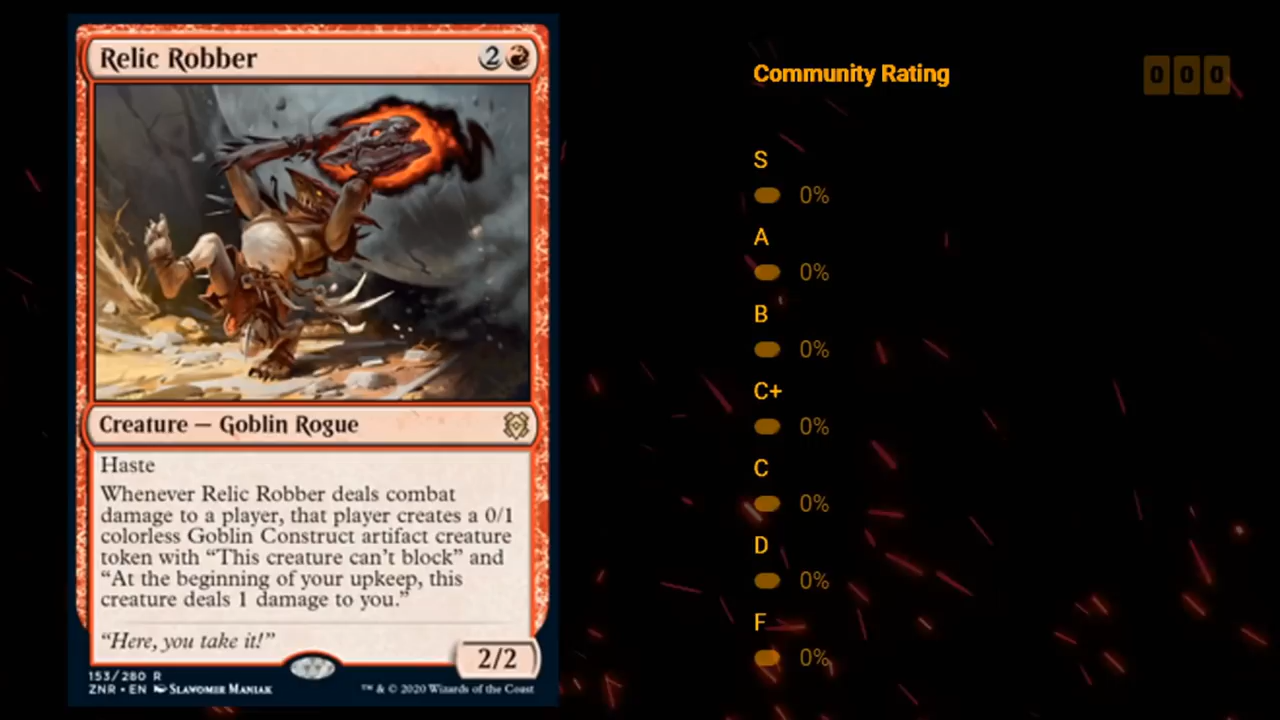 Relic Robber
2
Creature — Goblin Rogue
Haste
Whenever Relic Robber deals combat
damage to a player, that player creates a 0/1
colorless Goblin Construct artifact creature
token with “This creature can’t block” and
“At the beginning of your upkeep, this
creature deals 1 damage to you.”
“Here, you take it!”
2/2
153/280 R
ZNR • EN Slawomir Maniak
™ & © 2020 Wizards of the Coast
Community Rating
000
S
0%
A
0%
B
0%
C+
0%
C
0%
D
0%
F
0%